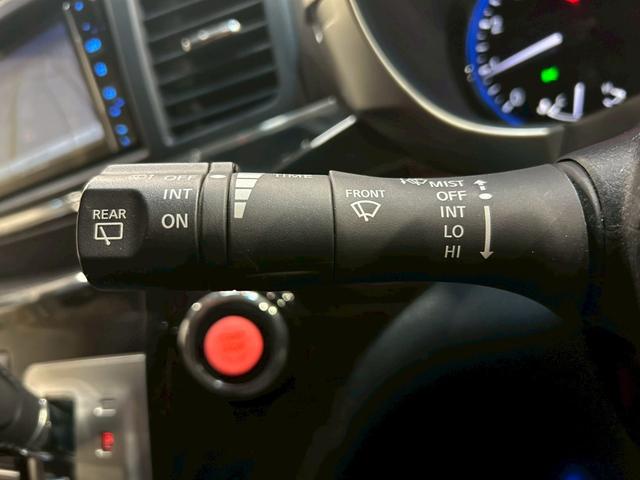 OFF
INT
ON
REAR
TIME
FRONT
MIST
OFF
INT
LO
HI